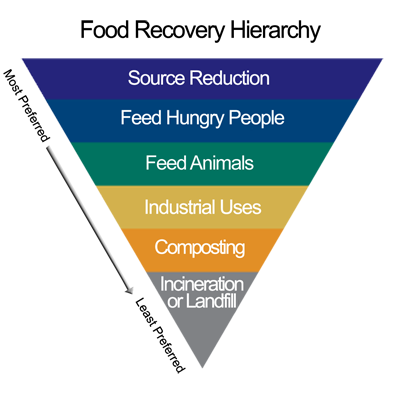 Food Recovery Hierarchy
Most Preferred
Source Reduction
Feed Hungry People
Feed Animals
Industrial Uses
Composting
Incineration
or Landfill
Least Preferred